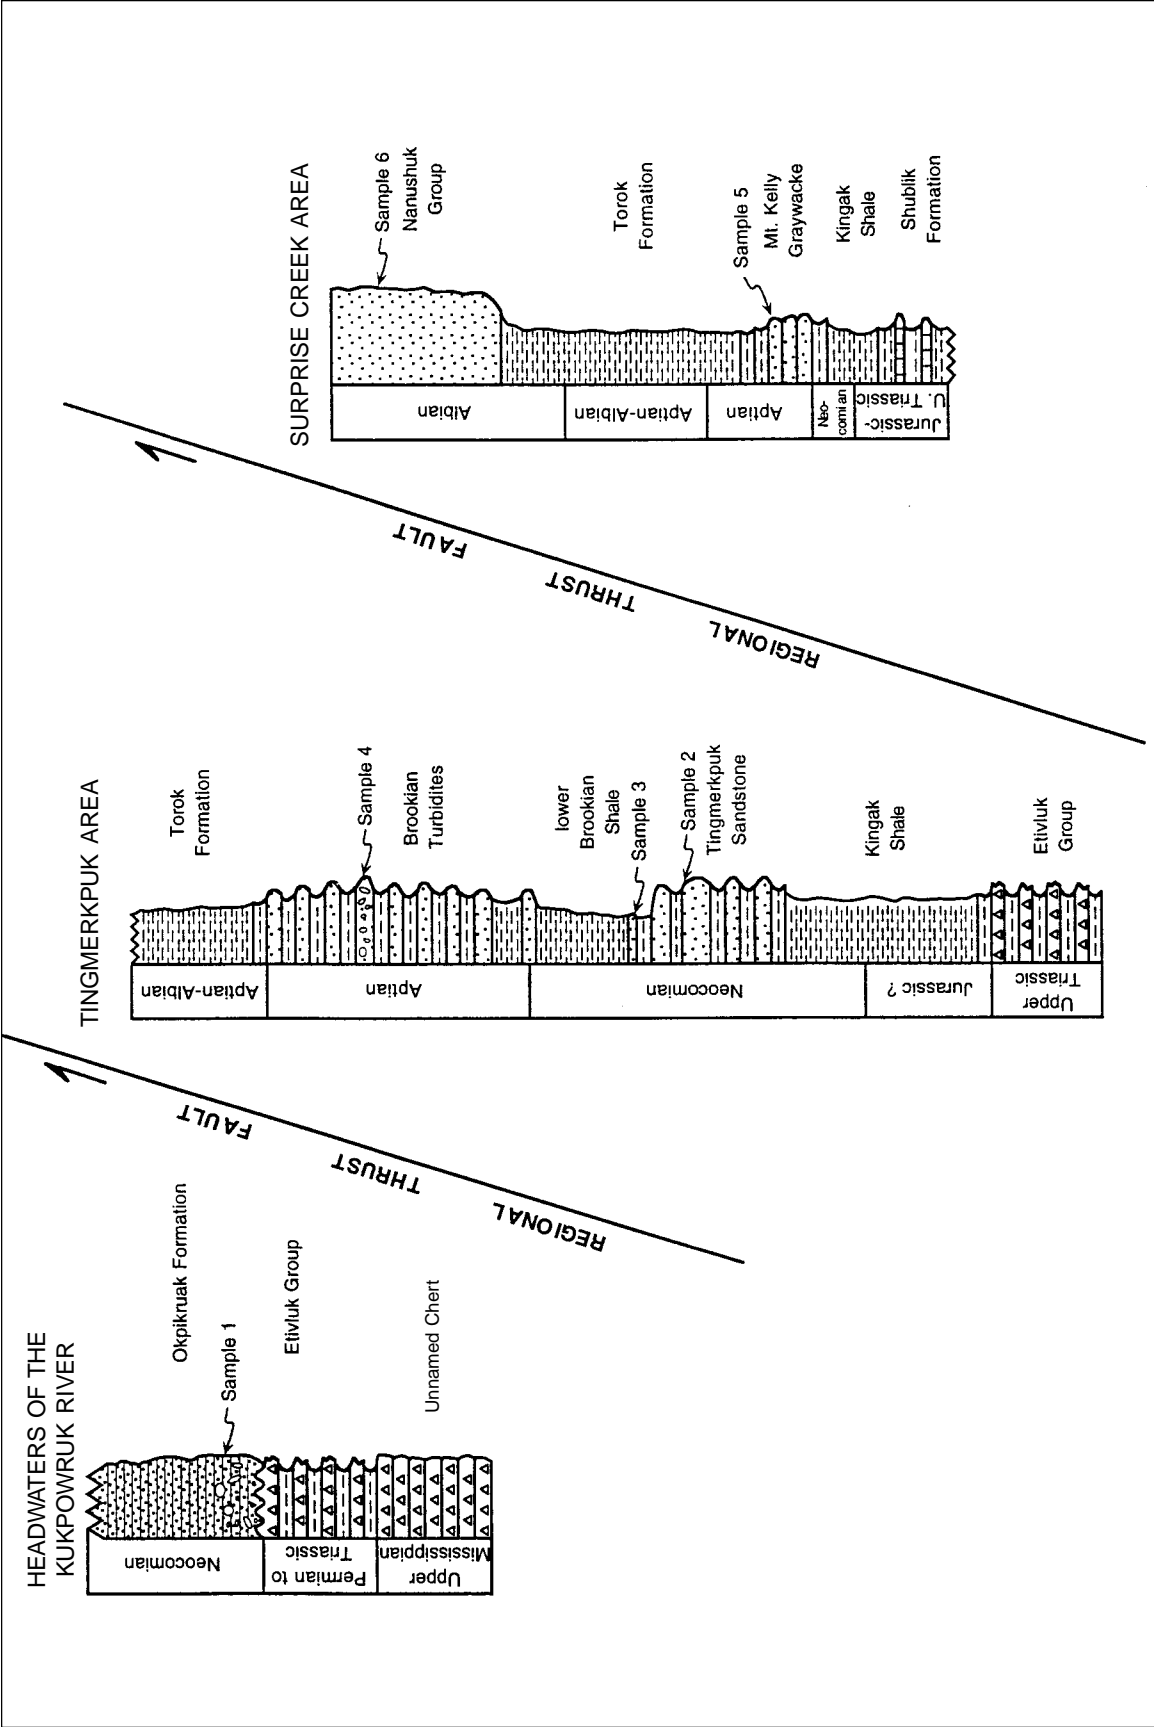 HEADWATERS OF THE
KUKPOWRUK RIVER
Neocomian
Permian to
Triassic
Upper
Mississippian
Okpikruak Formation
Sample 1
Etivluk Group
Unnamed Chert
REGIONAL THRUST FAULT
TINGMERKPUK AREA
Aptian-Albian
Aptian
Neocomian
Jurassic ?
Upper
Triassic
Torok
Formation
Sample 4
Brookian
Turbidites
lower
Brookian
Shale
Sample 3
Sample 2
Tingmerkpuk
Sandstone
Kingak
Shale
Etivluk
Group
REGIONAL THRUST FAULT
SURPRISE CREEK AREA
Albian
Aptian-Albian
Aptian
Neo-
comian
Jurassic-
U. Triassic
Sample 6
Nanushuk
Group
Torok
Formation
Sample 5
Mt. Kelly
Graywacke
Kingak
Shale
Shublik
Formation